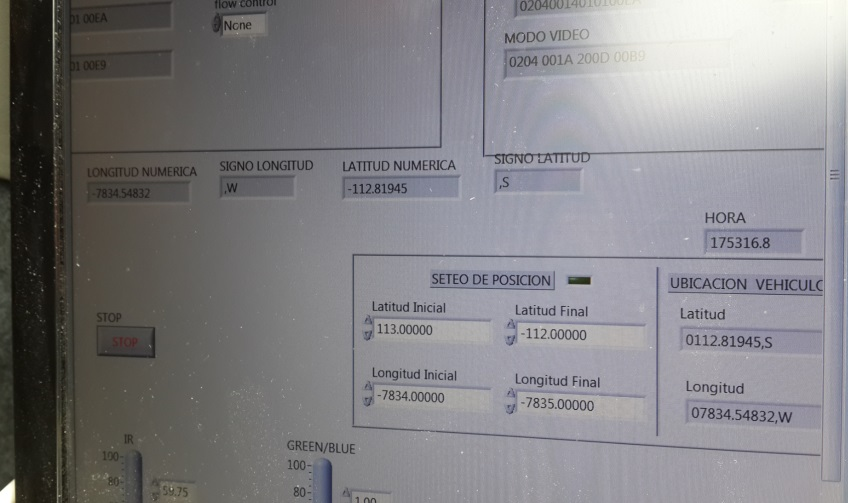 flow control
01 00EA
None
MODO VIDEO
01 00E9
0204 001A 200D 00B9
LONGITUD NUMERICA
SIGNO LONGITUD
LATITUD NUMERICA
SIGNO LATITUD
-7834.54832
,W
-112.81945
,S
HORA
175316.8
SETEO DE POSICION
UBICACION VEHICULO
Latitud Inicial
Latitud Final
Latitud
113.00000
-112.00000
0112.81945,S
STOP
STOP
Longitud Inicial
Longitud Final
Longitud
-7834.00000
-7835.00000
07834.54832,W
IR
GREEN/BLUE
100-
100-
80-
80-
59.75
1.00